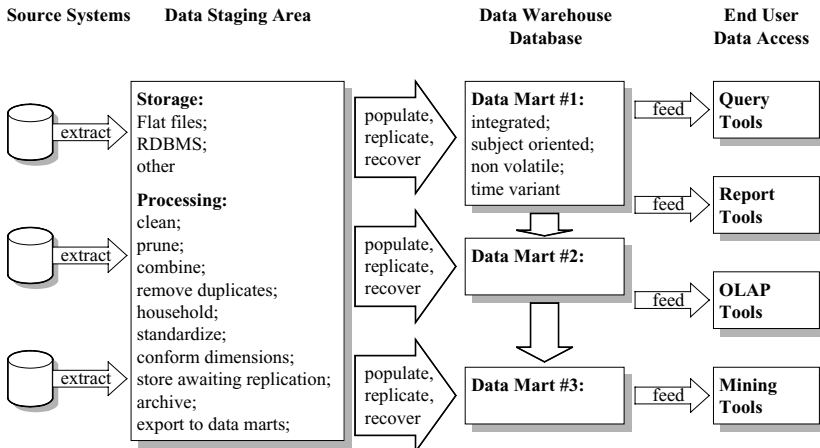 Source Systems
Data Staging Area
Data Warehouse
Database
End User
Data Access
extract
extract
extract
Storage:
Flat files;
RDBMS;
other
Processing:
clean;
prune;
combine;
remove duplicates;
household;
standardize;
conform dimensions;
store awaiting replication;
archive;
export to data marts;
populate,
replicate,
recover
populate,
replicate,
recover
populate,
replicate,
recover
Data Mart #1:
integrated;
subject oriented;
non volatile;
time variant
Data Mart #2:
Data Mart #3:
feed
feed
feed
feed
Query
Tools
Report
Tools
OLAP
Tools
Mining
Tools